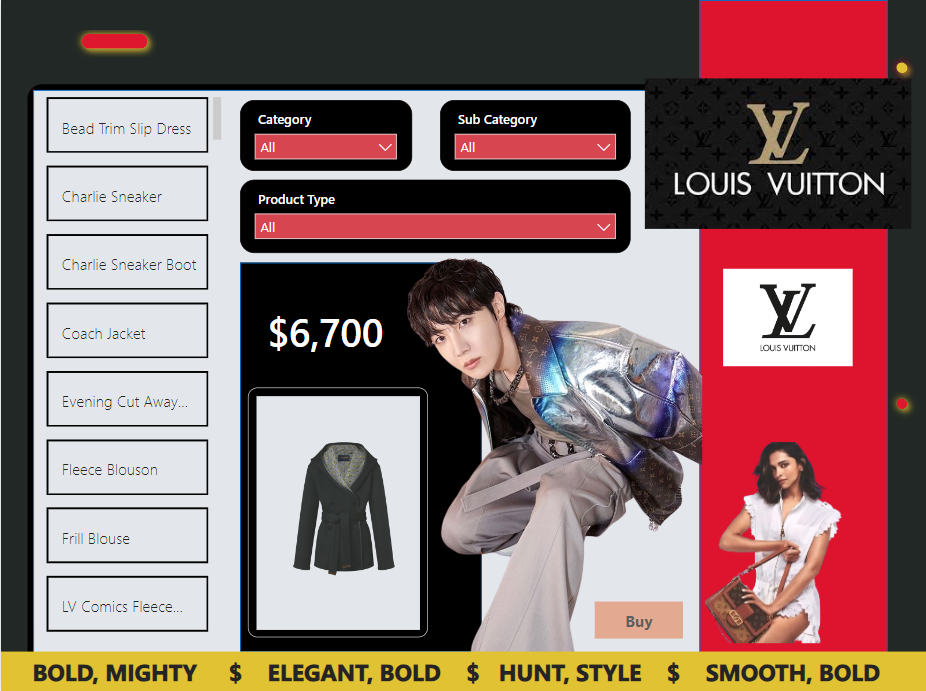 Bead Trim Slip Dress
Charlie Sneaker
Charlie Sneaker Boot
Coach Jacket
Evening Cut Away...
Fleece Blouson
Frill Blouse
LV Comics Fleece...
Category
All
Sub Category
All
Product Type
All
$6,700
Buy
LV
LOUIS VUITTON
LV
LOUIS VUITTON
BOLD, MIGHTY $ ELEGANT, BOLD $ HUNT, STYLE $ SMOOTH, BOLD